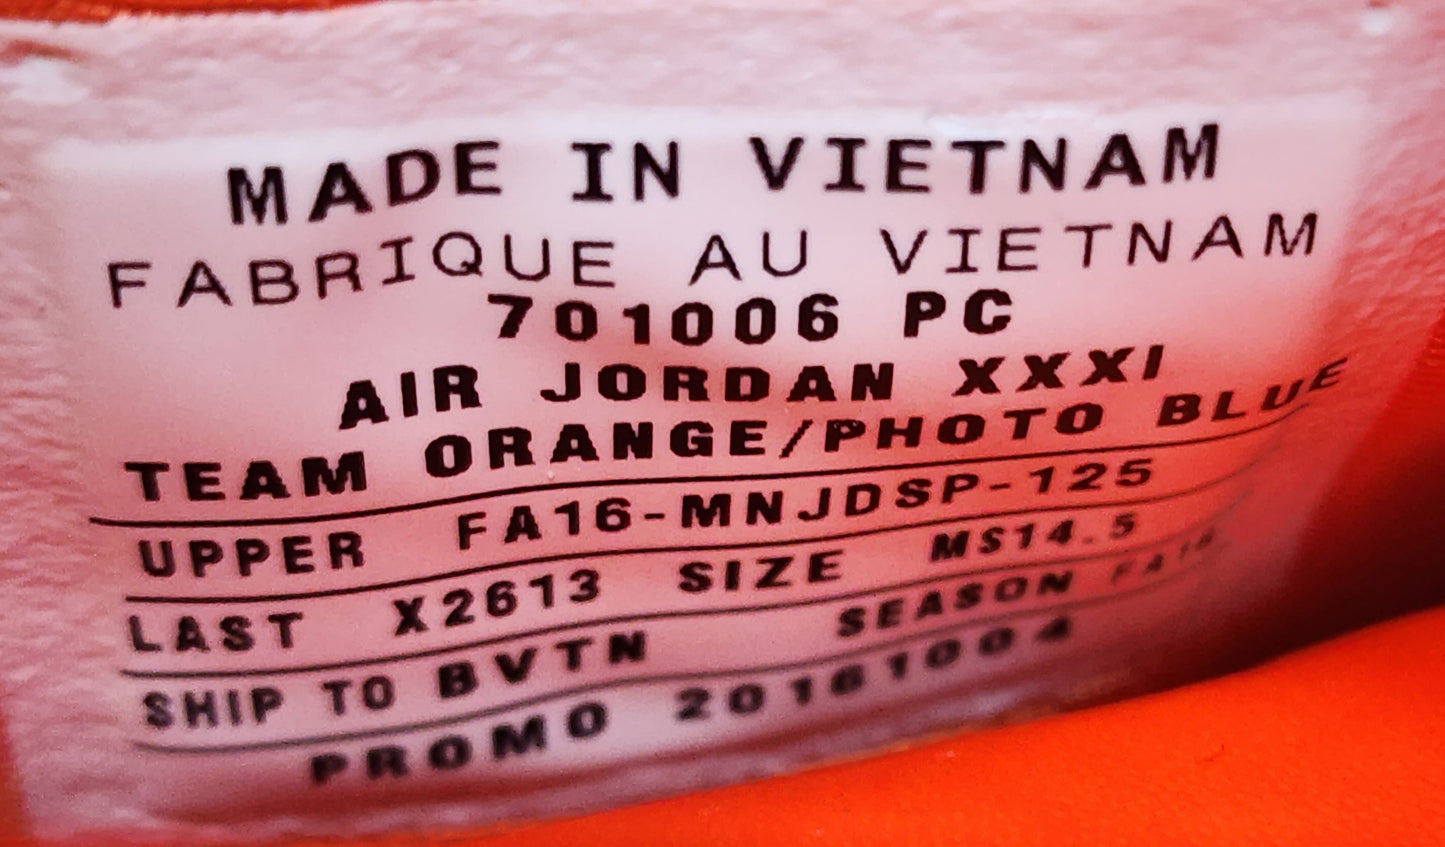 MADE IN VIETNAM
FABRIQUE AU VIETNAM
701006 PC
AIR JORDAN XXXI
TEAM ORANGE/PHOTO BLUE
UPPER FA16-MNJDSP-125
LAST X2613 SIZE MS14.5
SHIP TO BVTN SEASON
PROMO 20161004